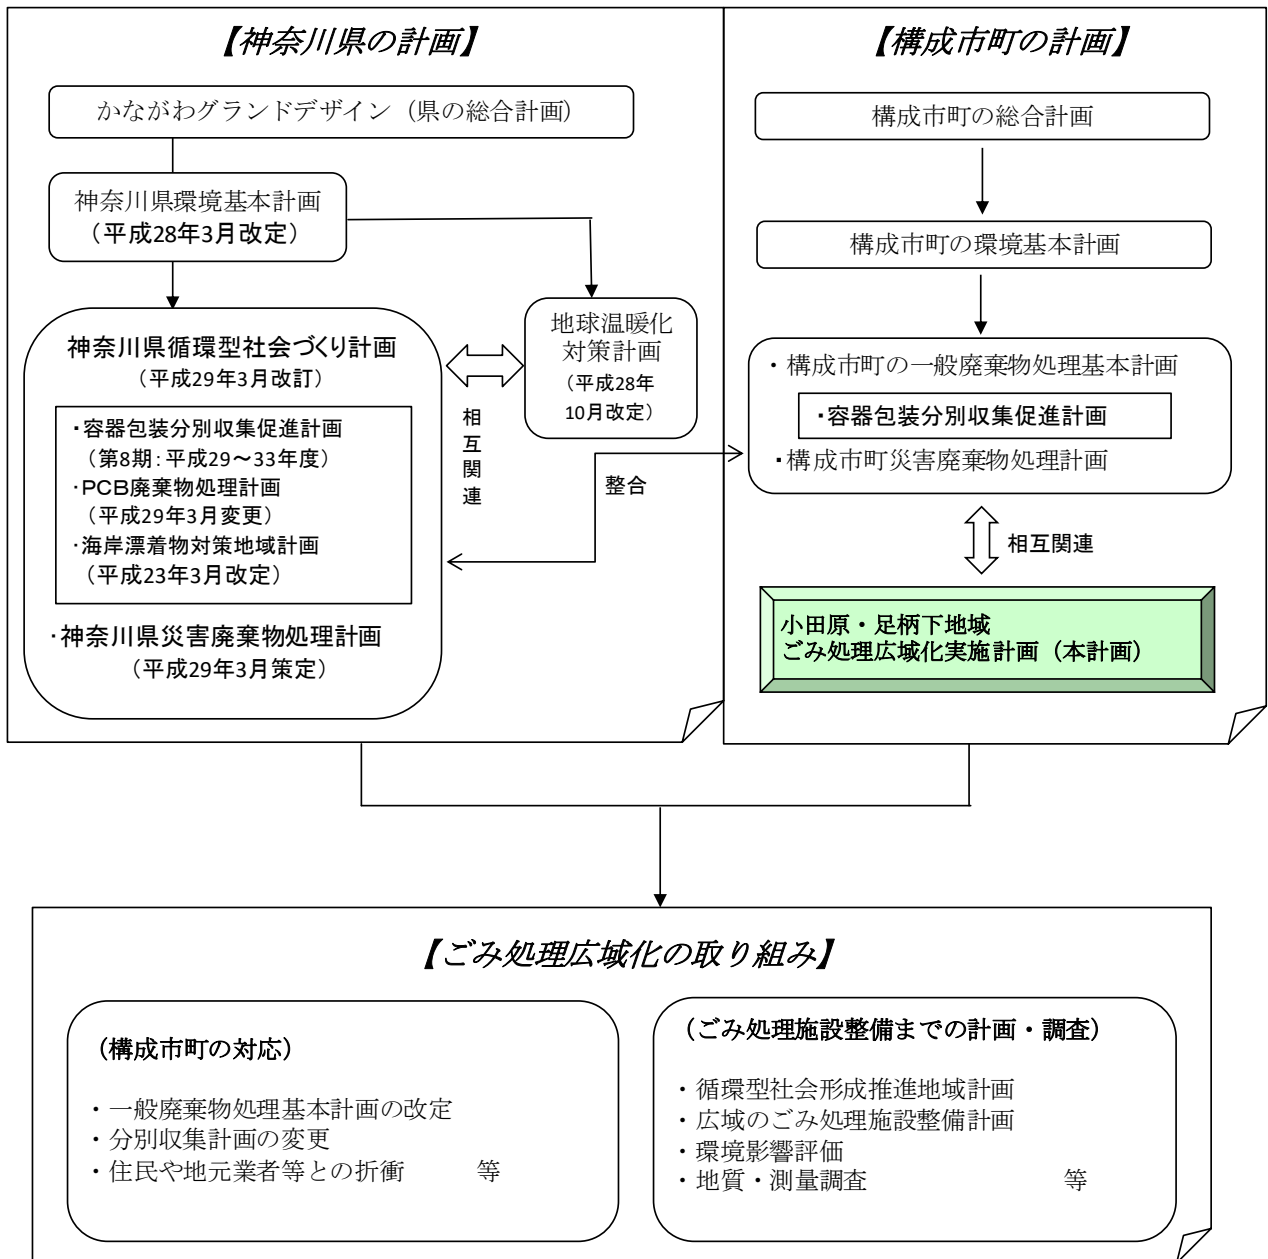 【神奈川県の計画】
かながわグランドデザイン（県の総合計画）
神奈川県環境基本計画
（平成28年3月改定）
神奈川県循環型社会づくり計画
（平成29年3月改訂）
・容器包装分別収集促進計画
（第8期：平成29～33年度）
・PCB廃棄物処理計画
（平成29年3月変更）
・海岸漂着物対策地域計画
（平成23年3月改定）
・神奈川県災害廃棄物処理計画
（平成29年3月策定）
地球温暖化
対策計画
（平成28年
10月改定）
相互関連
整合
【構成市町の計画】
構成市町の総合計画
構成市町の環境基本計画
・構成市町の一般廃棄物処理基本計画
・容器包装分別収集促進計画
・構成市町災害廃棄物処理計画
相互関連
小田原・足柄下地域
ごみ処理広域化実施計画（本計画）
【ごみ処理広域化の取り組み】
（構成市町の対応）
・一般廃棄物処理基本計画の改定
・分別収集計画の変更
・住民や地元業者等との折衝　　　等
（ごみ処理施設整備までの計画・調査）
・循環型社会形成推進地域計画
・広域のごみ処理施設整備計画
・環境影響評価
・地質・測量調査　　　　　　　　等